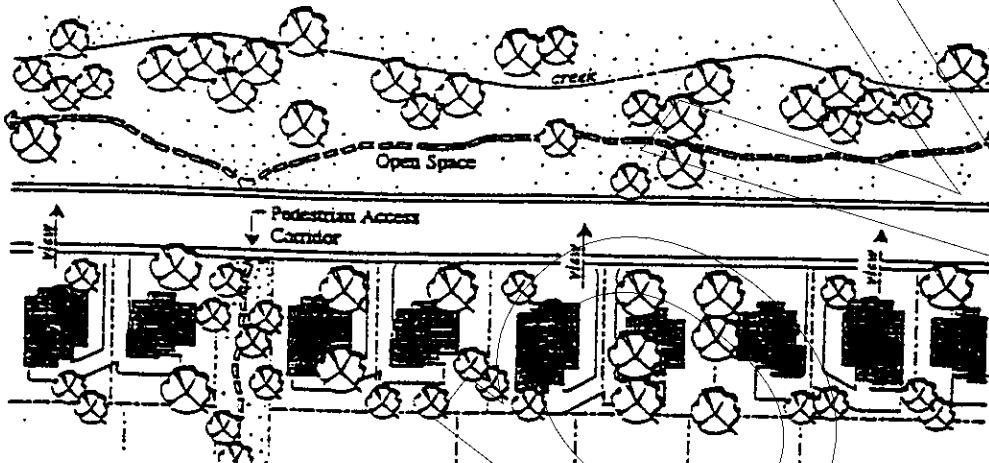 creek
Open Space
Pedestrian Access
Corridor
view
view
view